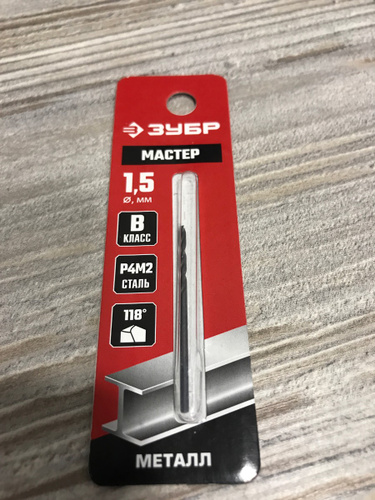 ЗУБР
МАСТЕР
1,5
Ø, мм
B
КЛАСС
Р4М2
СТАЛЬ
118°
МЕТАЛЛ